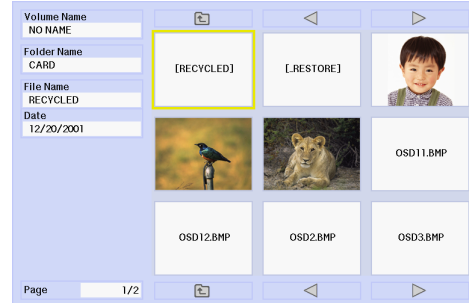 Volume Name
NO NAME
Folder Name
CARD
File Name
RECYCLED
Date
12/20/2001
[RECYCLED]
[_RESTORE]
OSD11.BMP
OSD12.BMP
OSD2.BMP
OSD3.BMP
Page 1/2